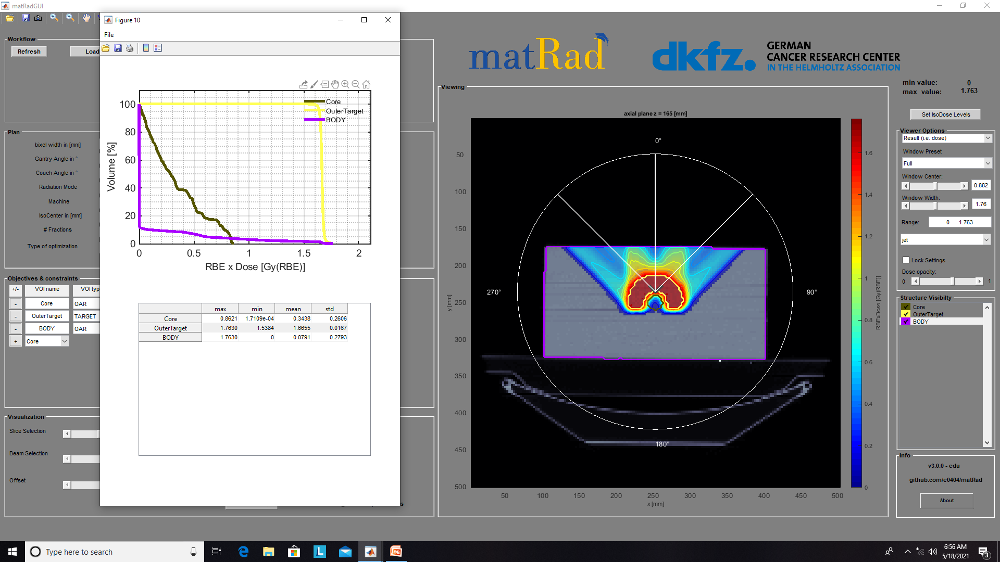 matRadGUI
Figure 10
File
Workflow
Refresh
Load
Plan
bixel width in [mm]
Gantry Angle in °
Couch Angle in °
Radiation Mode
Machine
IsoCenter in [mm]
# Fractions
Type of optimization
Objectives & constraints
+/- VOI name VOI typ
- Core OAR
- OuterTarget TARGET
- BODY OAR
+ Core
Visualization
Slice Selection
Beam Selection
Offset
Core
OuterTarget
BODY
100
80
60
40
20
0
Volume [%]
0 0.5 1 1.5 2
RBE x Dose [Gy(RBE)]
max min mean std
Core 0.8621 1.7109e-04 0.3438 0.2606
OuterTarget 1.7630 1.5384 1.6655 0.0167
BODY 1.7630 0 0.0791 0.2793
matRad
dkfz.
GERMAN
CANCER RESEARCH CENTER
IN THE HELMHOLTZ ASSOCIATION
Viewing
axial plane z = 165 [mm]
0°
90°
180°
270°
50
100
150
200
250
300
350
400
450
500
y [mm]
50 100 150 200 250 300 350 400 450 500
x [mm]
1.6
1.4
1.2
1
0.8
0.6
0.4
0.2
0
RBExDose [Gy(RBE)]
min value: 0
max value: 1.763
Set IsoDose Levels
Viewer Options
Result (i.e. dose)
Window Preset
Full
Window Center:
0.882
Window Width:
1.76
Range: 0 1.763
jet
Lock Settings
Dose opacity:
0 1
Structure Visibilty
Core
OuterTarget
BODY
Info
v3.0.0 - edu
github.com/e0404/matRad
About
Type here to search
6:56 AM
5/18/2021
3